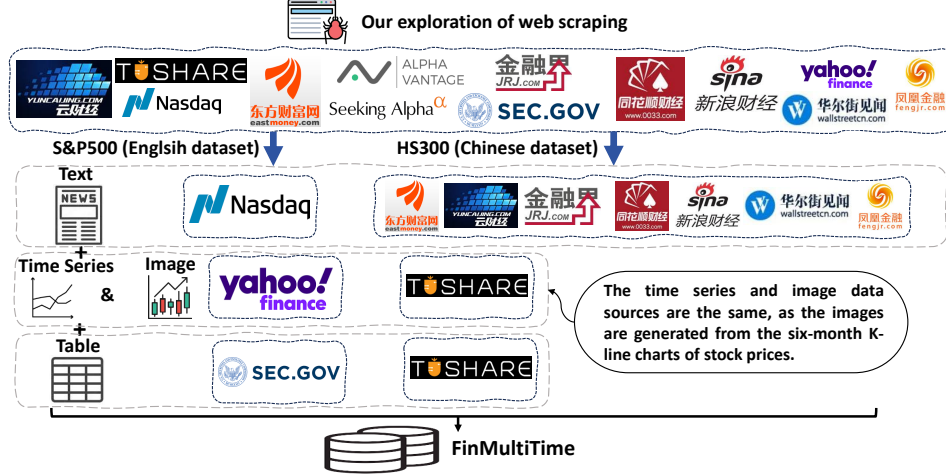 Our exploration of web scraping
YUNCAIJING.COM
云财经
TUSHARE
Nasdaq
东方财富网
eastmoney.com
ALPHA
VANTAGE
Seeking Alphaα
金融界
JRJ.COM
SEC.GOV
同花顺财经
www.0033.com
sina
新浪财经
yahoo!
finance
华尔街见闻
wallstreetcn.com
凤凰金融
fengjr.com
S&P500 (Englsih dataset)
HS300 (Chinese dataset)
Text
NEWS
Nasdaq
东方财富网
eastmoney.com
YUNCAIJING.COM
云财经
金融界
JRJ.COM
同花顺财经
www.0033.com
sina
新浪财经
华尔街见闻
wallstreetcn.com
凤凰金融
fengjr.com
+
Time Series
&
Image
yahoo!
finance
TUSHARE
The time series and image data
sources are the same, as the images
are generated from the six-month K-
line charts of stock prices.
+
Table
SEC.GOV
TUSHARE
FinMultiTime